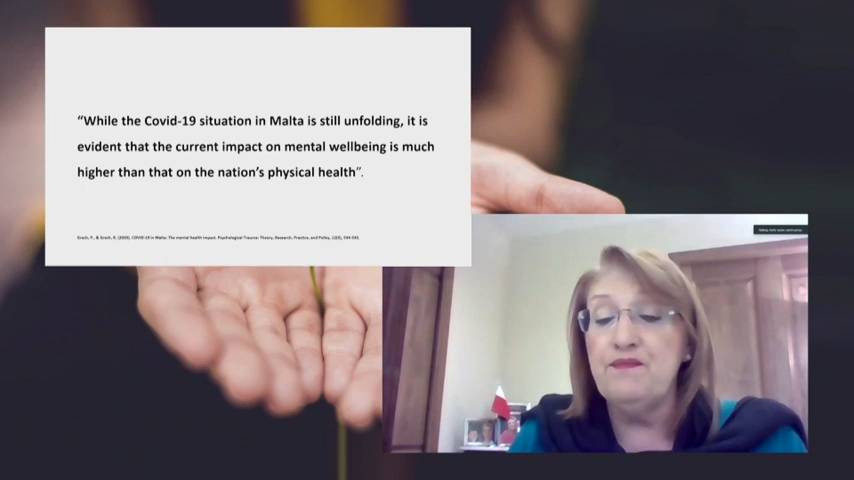 “While the Covid-19 situation in Malta is still unfolding, it is
evident that the current impact on mental wellbeing is much
higher than that on the nation’s physical health”.
Grech, P., & Grech, R. (2020). COVID-19 in Malta: The mental health impact. Psychological Trauma: Theory, Research, Practice, and Policy, 12(5), 534-535.